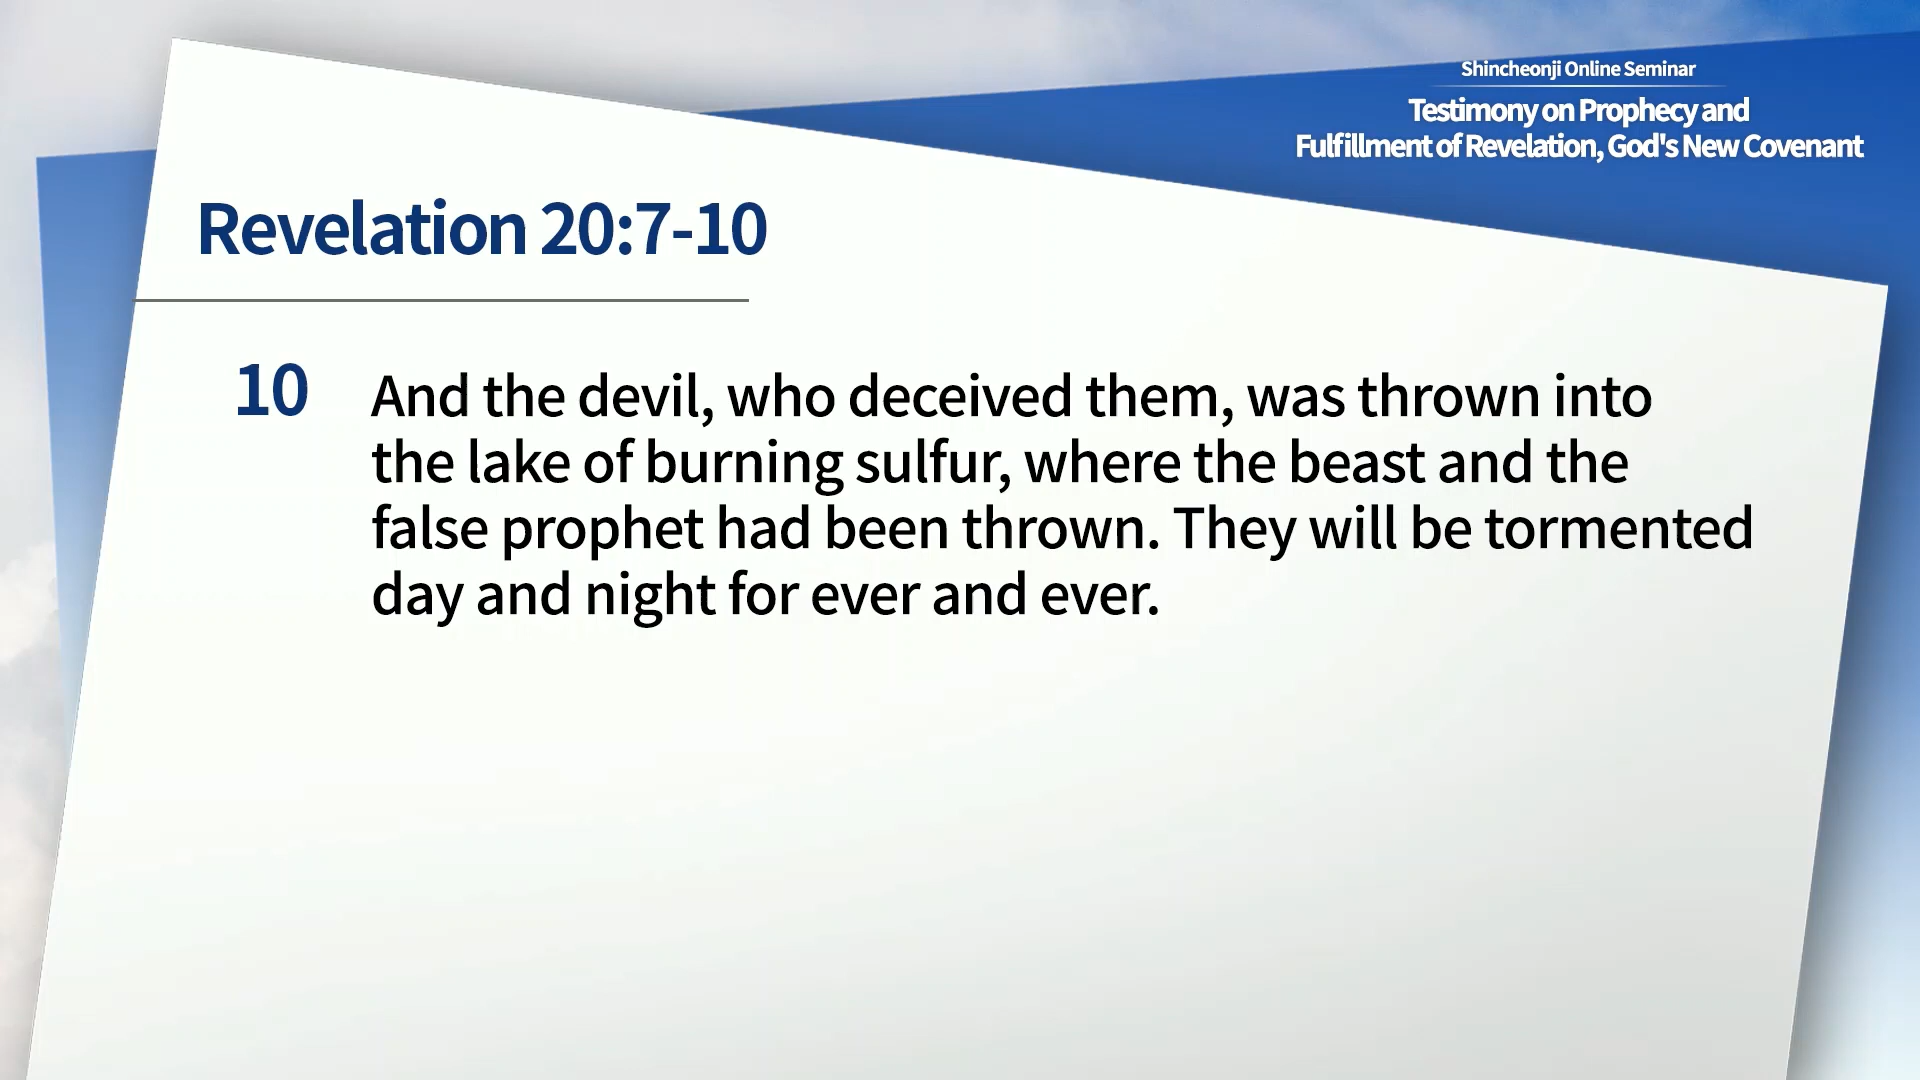 Shincheonji Online Seminar
Testimony on Prophecy and
Fulfillment of Revelation, God's New Covenant
Revelation 20:7-10
10 And the devil, who deceived them, was thrown into
the lake of burning sulfur, where the beast and the
false prophet had been thrown. They will be tormented
day and night for ever and ever.